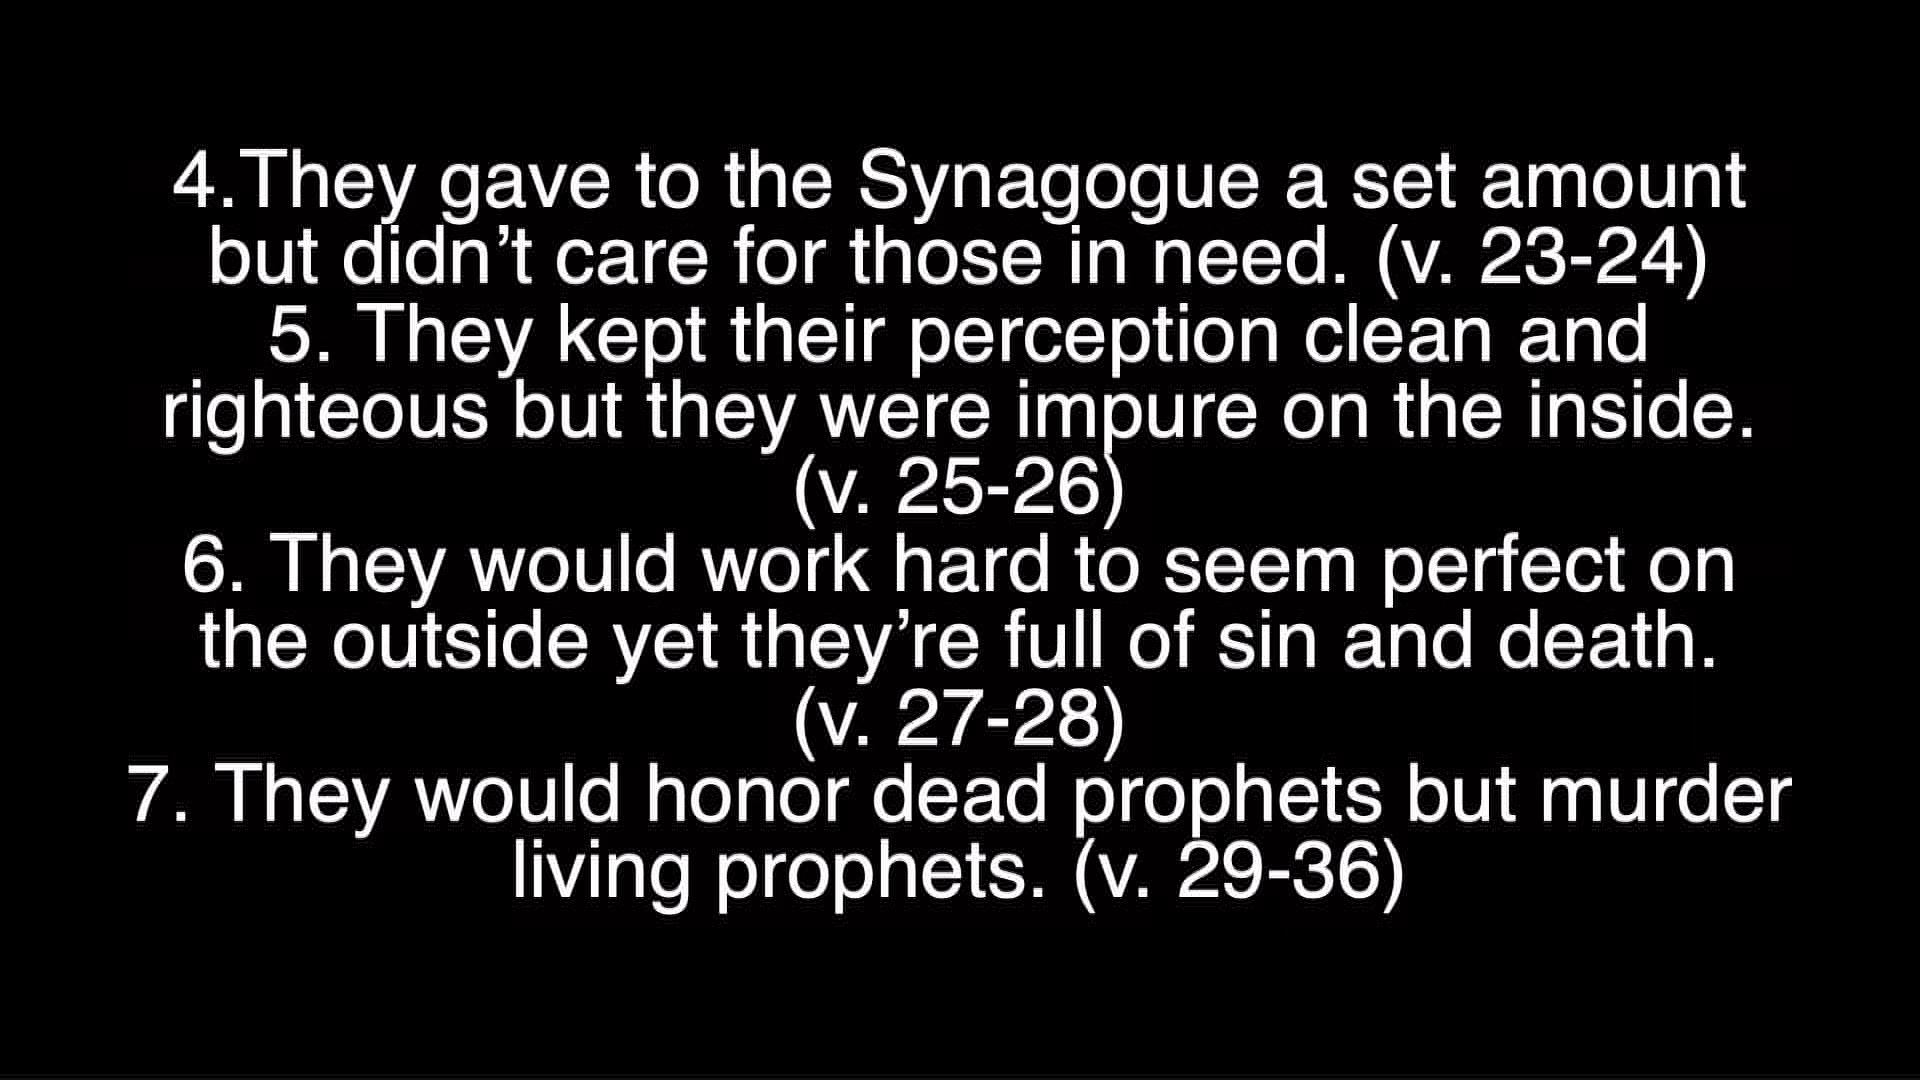 4.They gave to the Synagogue a set amount
but didn’t care for those in need. (v. 23-24)
5. They kept their perception clean and
righteous but they were impure on the inside.
(v. 25-26)
6. They would work hard to seem perfect on
the outside yet they’re full of sin and death.
(v. 27-28)
7. They would honor dead prophets but murder
living prophets. (v. 29-36)